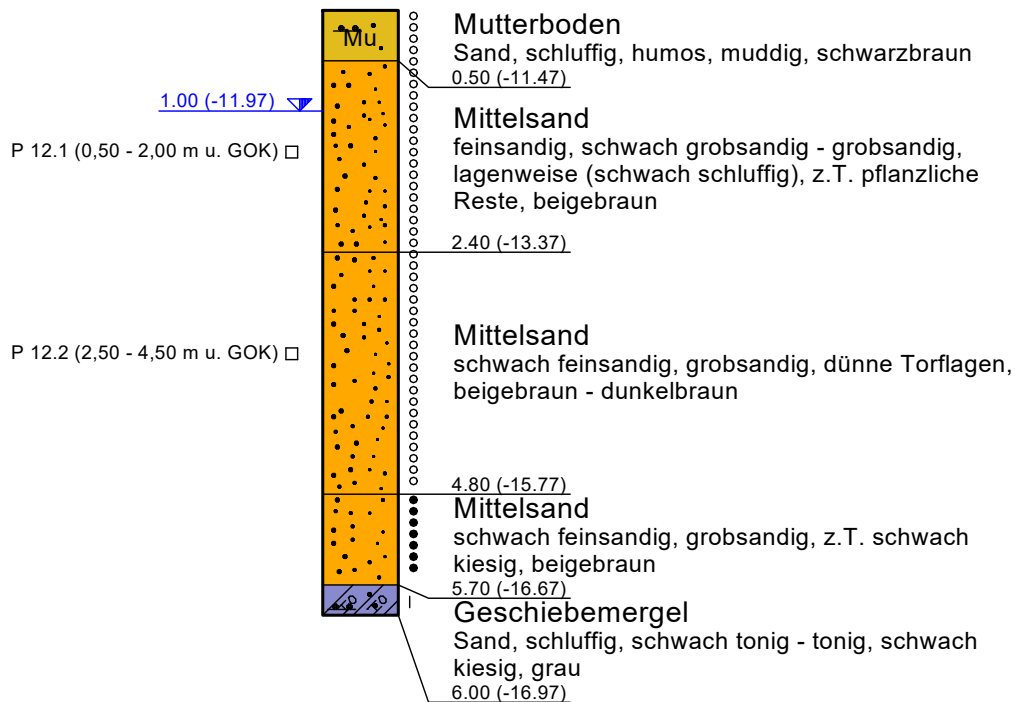 Mu
Mutterboden
Sand, schluffig, humos, muddig, schwarzbraun
0.50 (-11.47)
1.00 (-11.97)
Mittelsand
feinsandig, schwach grobsandig - grobsandig,
lagenweise (schwach schluffig), z.T. pflanzliche
Reste, beigebraun
P 12.1 (0,50 - 2,00 m u. GOK)
2.40 (-13.37)
Mittelsand
schwach feinsandig, grobsandig, dünne Torflagen,
beigebraun - dunkelbraun
P 12.2 (2,50 - 4,50 m u. GOK)
4.80 (-15.77)
Mittelsand
schwach feinsandig, grobsandig, z.T. schwach
kiesig, beigebraun
5.70 (-16.67)
Geschiebemergel
Sand, schluffig, schwach tonig - tonig, schwach
kiesig, grau
6.00 (-16.97)